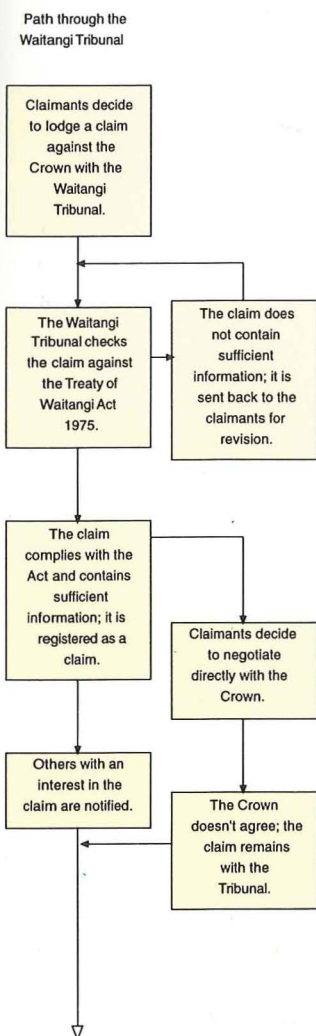 Path through the
Waitangi Tribunal
Claimants decide
to lodge a claim
against the
Crown with the
Waitangi
Tribunal.
The Waitangi
Tribunal checks
the claim against
the Treaty of
Waitangi Act
1975.
The claim does
not contain
sufficient
information; it is
sent back to the
claimants for
revision.
The claim
complies with the
Act and contains
sufficient
information; it is
registered as a
claim.
Claimants decide
to negotiate
directly with the
Crown.
Others with an
interest in the
claim are notified.
The Crown
doesn't agree; the
claim remains
with the
Tribunal.